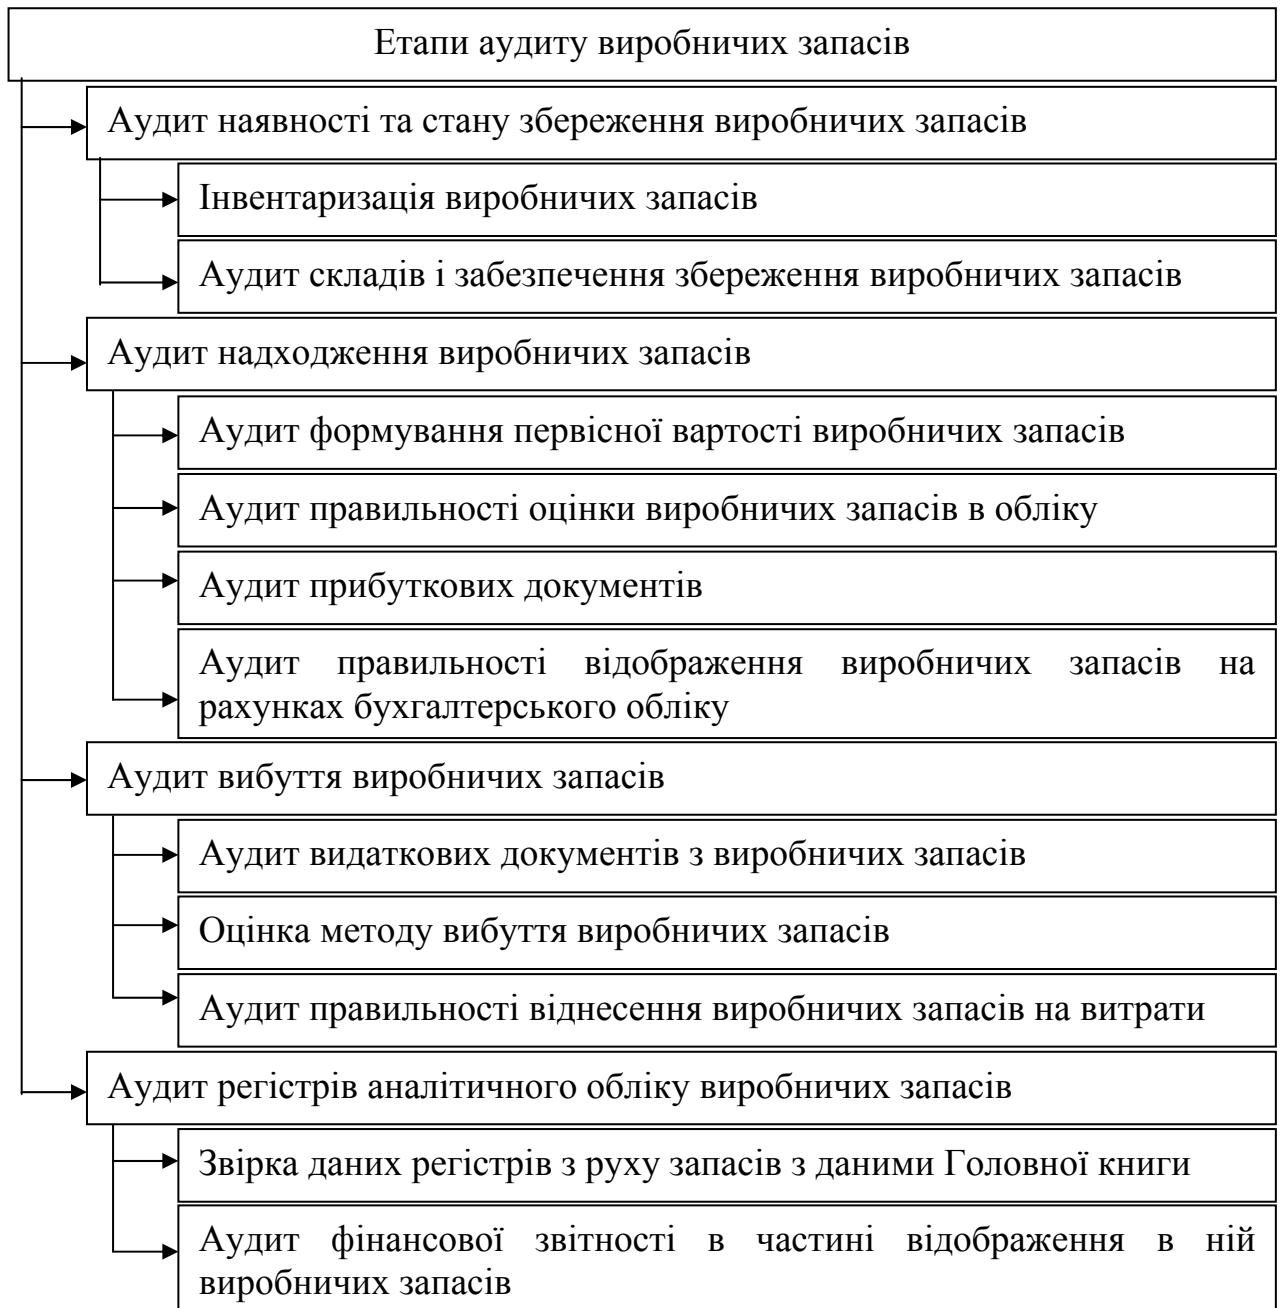 Етапи аудиту виробничих запасів
Аудит наявності та стану збереження виробничих запасів
Інвентаризація виробничих запасів
Аудит складів і забезпечення збереження виробничих запасів
Аудит надходження виробничих запасів
Аудит формування первісної вартості виробничих запасів
Аудит правильності оцінки виробничих запасів в обліку
Аудит прибуткових документів
Аудит правильності відображення виробничих запасів на
рахунках бухгалтерського обліку
Аудит вибуття виробничих запасів
Аудит видаткових документів з виробничих запасів
Оцінка методу вибуття виробничих запасів
Аудит правильності віднесення виробничих запасів на витрати
Аудит регістрів аналітичного обліку виробничих запасів
Звірка даних регістрів з руху запасів з даними Головної книги
Аудит фінансової звітності в частині відображення в ній
виробничих запасів